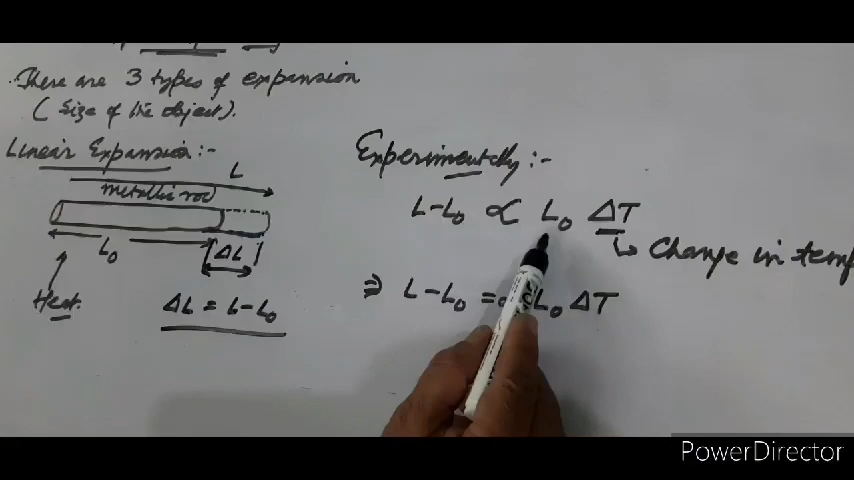 There are 3 types of expansion
(Size of the object).
Linear Expansion:-
L
metallic rod
L₀
ΔL
Heat.
ΔL = L-L₀
Experimentally:-
L-L₀ ∝ L₀ ΔT
Change in temp
⇒ L-L₀ = L₀ ΔT
PowerDirector